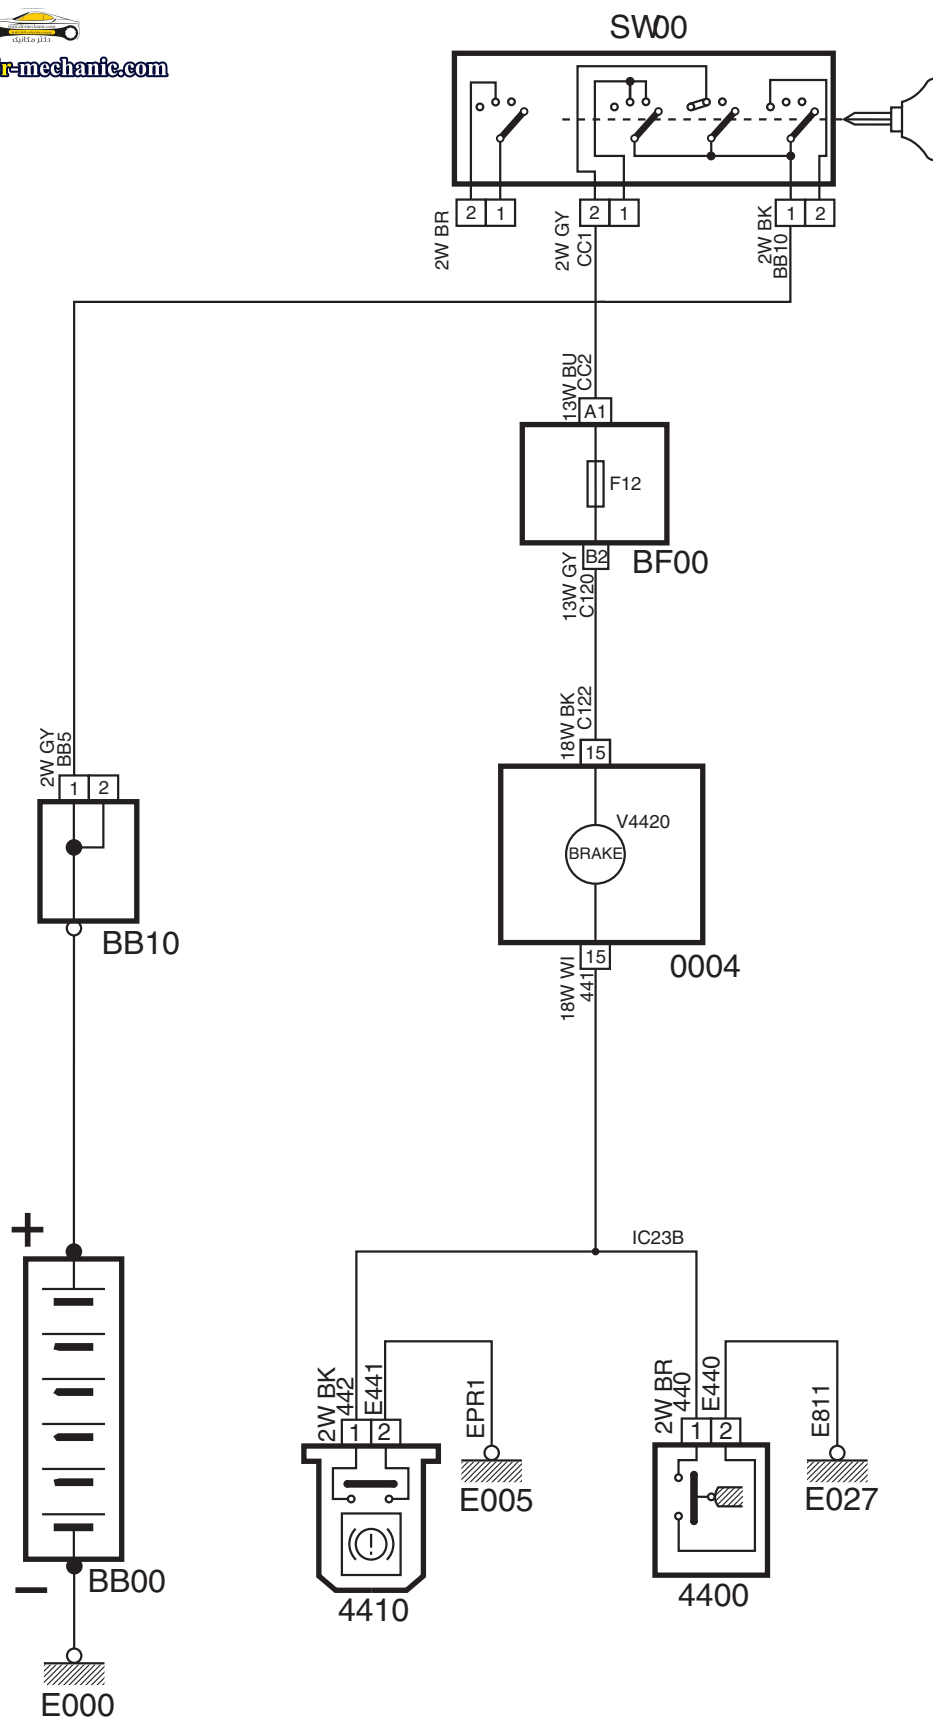 دکتر مکانیک
r-mechanic.com
SW00
2 1
2W BR
2 1
2W GY
CC1
1 2
2W BK
BB10
13W BU
CC2
A1
F12
B2
BF00
13W GY
C120
18W BK
C122
15
V4420
BRAKE
15
0004
18W WI
441
2W GY
BB5
1 2
BB10
IC23B
+
2W BK
442
E441
1 2
EPR1
E005
(!)
4410
2W BR
440
E440
1 2
E811
E027
4400
−
BB00
E000